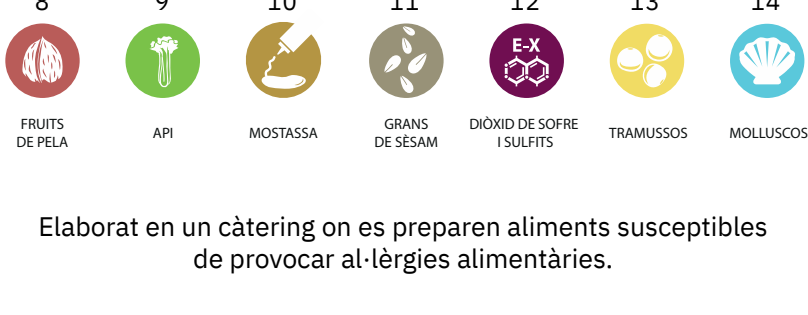 8 9 10 11 12 13 14
E-X
FRUITS DE PELA
API
MOSTASSA
GRANS DE SÈSAM
DIÒXID DE SOFRE I SULFITS
TRAMUSSOS
MOLLUSCOS
Elaborat en un càtering on es preparen aliments susceptibles
de provocar al·lèrgies alimentàries.